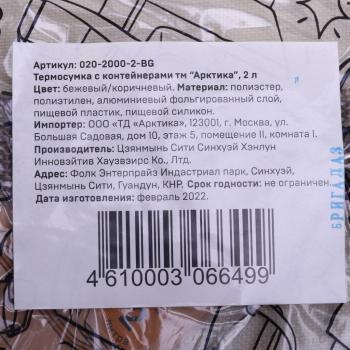 Артикул: 020-2000-2-BG
Термосумка с контейнерами тм "Арктика", 2 л
Цвет: бежевый/коричневый. Материал: полиэстер,
полиэтилен, алюминиевый фольгированный слой,
пищевой пластик, пищевой силикон.
Импортер: ООО «ТД «Арктика», 123001, г. Москва, ул.
Большая Садовая, дом 10, этаж 5, помещение II, комната I.
Производитель: Цзянмынь Сити Синхуэй Хэнлун
Инновэйтив Хаузвэирс Ко., Лтд.
Адрес: Фолк Энтерпрайз Индастриал парк, Синхуэй,
Цзянмынь Сити, Гуандун, КНР. Срок годности: не ограничен.
Дата изготовления: февраль 2022.
4 610003 066499
БРИГАДА3